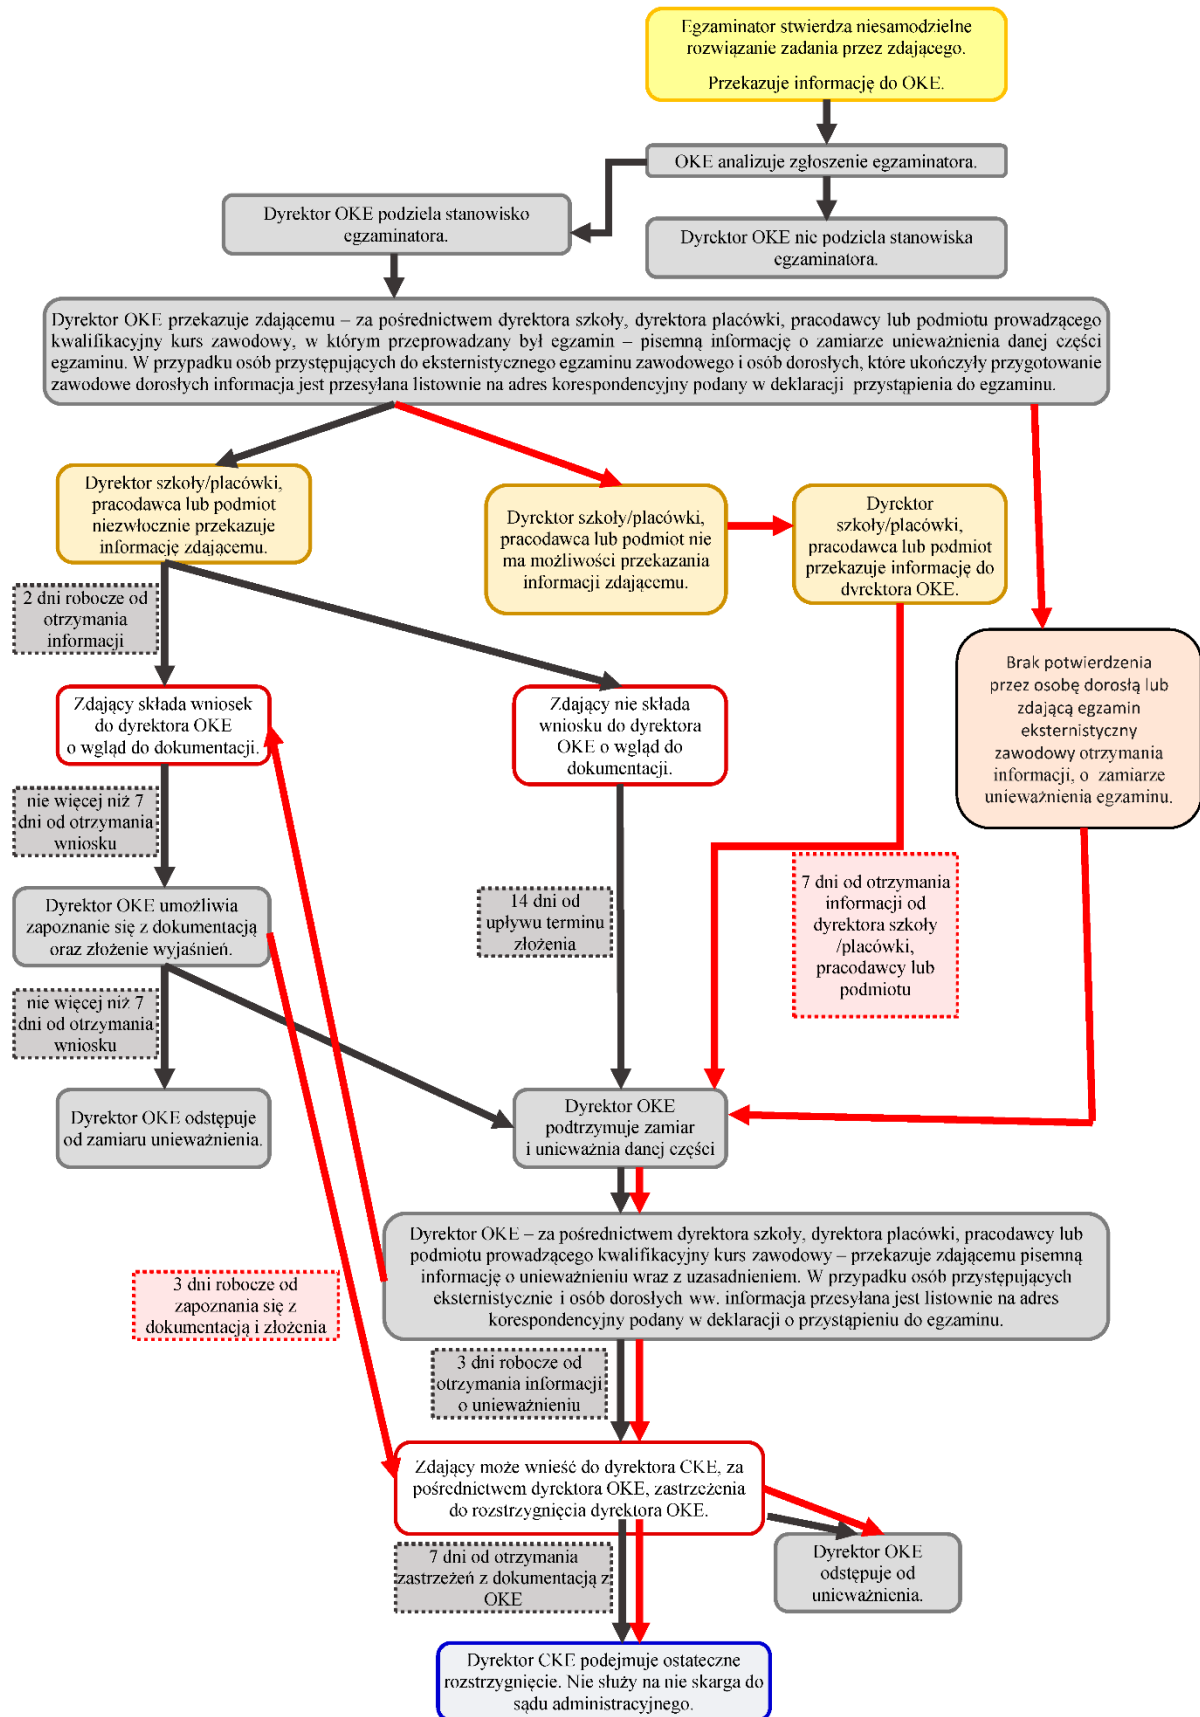 Egzaminator stwierdza niesamodzielne
rozwiązanie zadania przez zdającego.
Przekazuje informację do OKE.
OKE analizuje zgłoszenie egzaminatora.
Dyrektor OKE podziela stanowisko
egzaminatora.
Dyrektor OKE nie podziela stanowiska
egzaminatora.
Dyrektor OKE przekazuje zdającemu – za pośrednictwem dyrektora szkoły, dyrektora placówki, pracodawcy lub podmiotu prowadzącego
kwalifikacyjny kurs zawodowy, w którym przeprowadzany był egzamin – pisemną informację o zamiarze unieważnienia danej części
egzaminu. W przypadku osób przystępujących do eksternistycznego egzaminu zawodowego i osób dorosłych, które ukończyły przygotowanie
zawodowe dorosłych informacja jest przesyłana listownie na adres korespondencyjny podany w deklaracji przystąpienia do egzaminu.
Dyrektor szkoły/placówki,
pracodawca lub podmiot
niezwłocznie przekazuje
informację zdającemu.
Dyrektor szkoły/placówki,
pracodawca lub podmiot nie
ma możliwości przekazania
informacji zdającemu.
Dyrektor
szkoły/placówki,
pracodawca lub podmiot
przekazuje informację do
dyrektora OKE.
2 dni robocze od
otrzymania
informacji
Brak potwierdzenia
przez osobę dorosłą lub
zdającą egzamin
eksternistyczny
zawodowy otrzymania
informacji, o zamiarze
unieważnienia egzaminu.
Zdający składa wniosek
do dyrektora OKE
o wgląd do dokumentacji.
Zdający nie składa
wniosku do dyrektora
OKE o wgląd do
dokumentacji.
nie więcej niż 7
dni od otrzymania
wniosku
Dyrektor OKE umożliwia
zapoznanie się z dokumentacją
oraz złożenie wyjaśnień.
14 dni od
upływu terminu
złożenia
7 dni od otrzymania
informacji od
dyrektora szkoły
/placówki,
pracodawcy lub
podmiotu
nie więcej niż 7
dni od otrzymania
wniosku
Dyrektor OKE odstępuje
od zamiaru unieważnienia.
Dyrektor OKE
podtrzymuje zamiar
i unieważnia danej części
Dyrektor OKE – za pośrednictwem dyrektora szkoły, dyrektora placówki, pracodawcy lub
podmiotu prowadzącego kwalifikacyjny kurs zawodowy – przekazuje zdającemu pisemną
informację o unieważnieniu wraz z uzasadnieniem. W przypadku osób przystępujących
eksternistycznie i osób dorosłych ww. informacja przesyłana jest listownie na adres
korespondencyjny podany w deklaracji o przystąpieniu do egzaminu.
3 dni robocze od
zapoznania się z
dokumentacją i złożenia
3 dni robocze od
otrzymania informacji
o unieważnieniu
Zdający może wnieść do dyrektora CKE, za
pośrednictwem dyrektora OKE, zastrzeżenia
do rozstrzygnięcia dyrektora OKE.
7 dni od otrzymania
zastrzeżeń z dokumentacją z
OKE
Dyrektor OKE
odstępuje od
unieważnienia.
Dyrektor CKE podejmuje ostateczne
rozstrzygnięcie. Nie służy na nie skarga do
sądu administracyjnego.